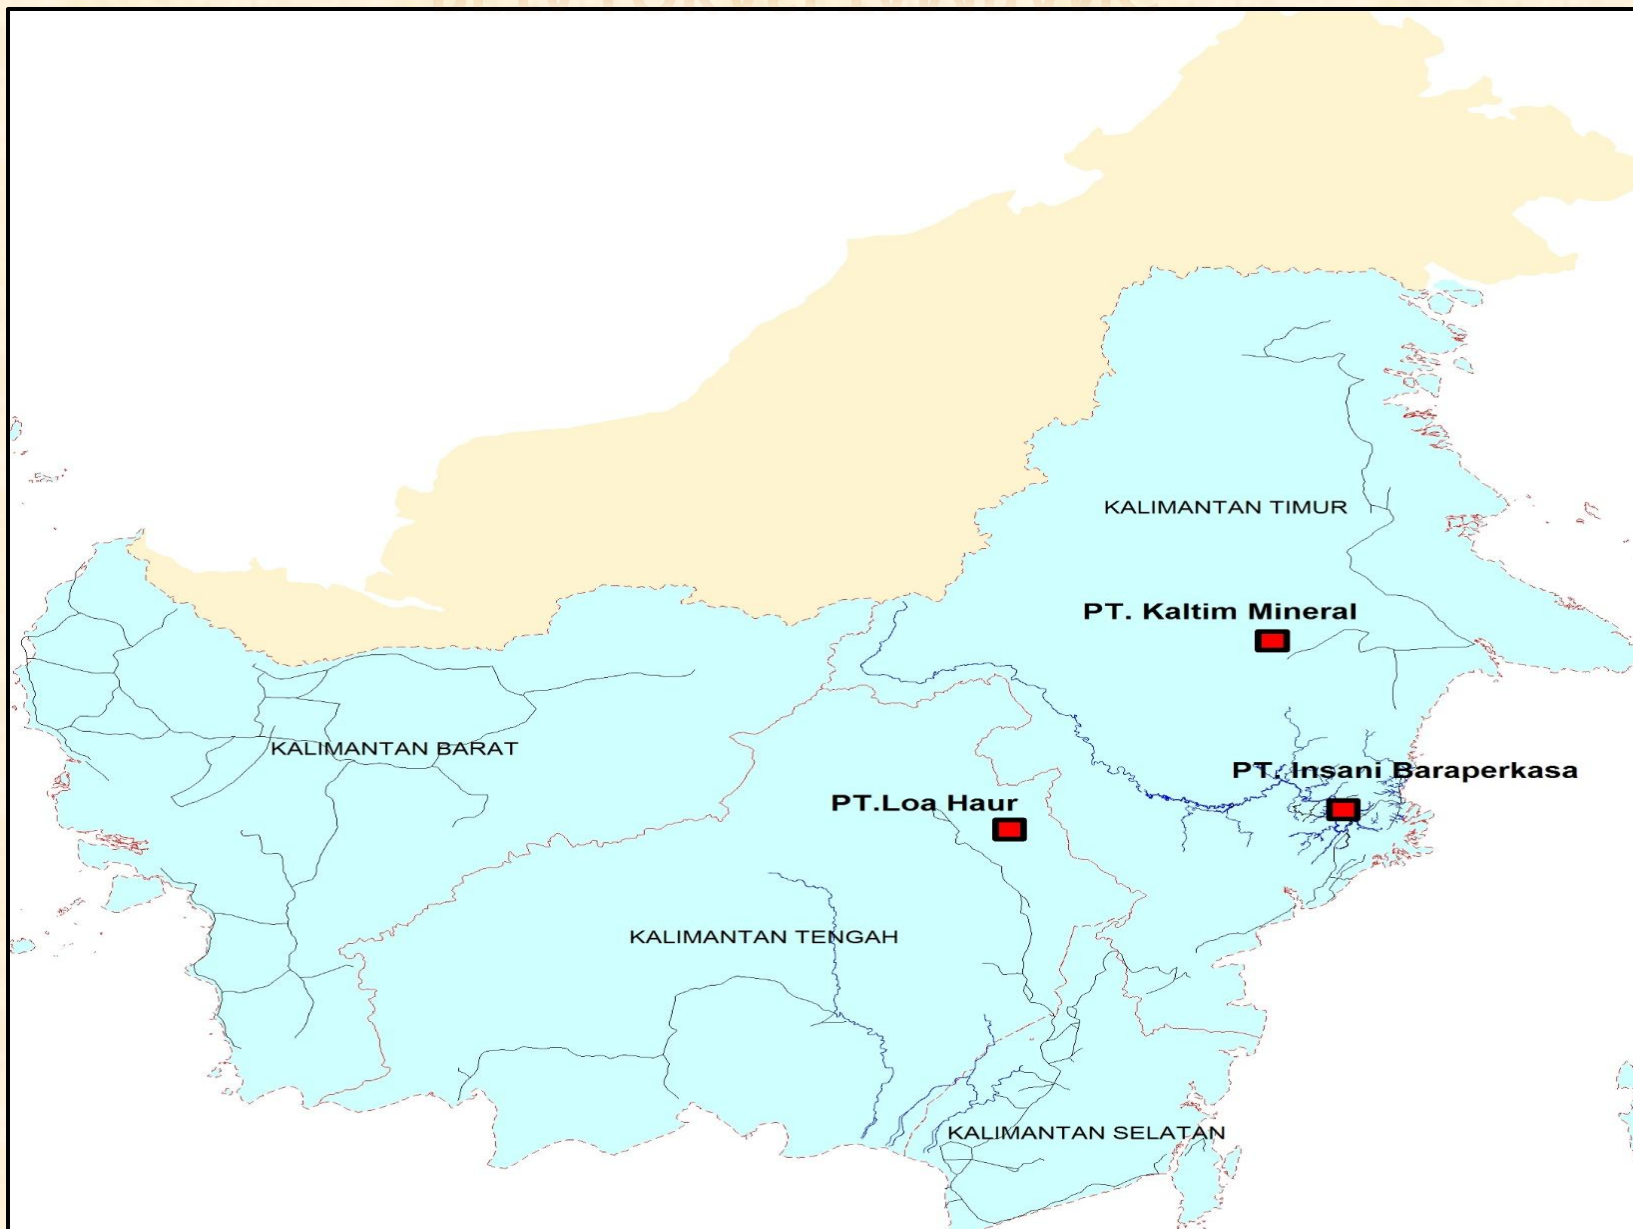 KALIMANTAN TIMUR
PT. Kaltim Mineral
KALIMANTAN BARAT
PT. Insani Baraperkasa
PT.Loa Haur
KALIMANTAN TENGAH
KALIMANTAN SELATAN